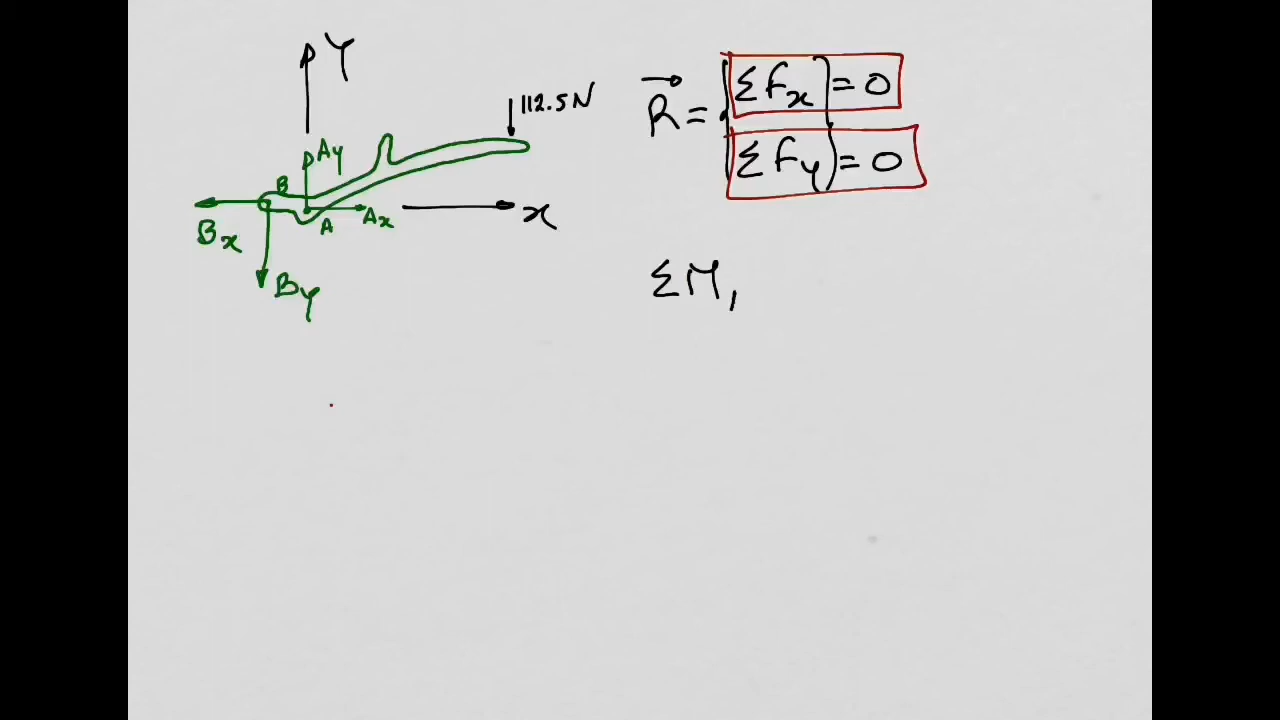 Y
112.5N
Ay
B
Bx
A
Ax
x
By
R = ΣFx = 0
ΣFy = 0
ΣM,